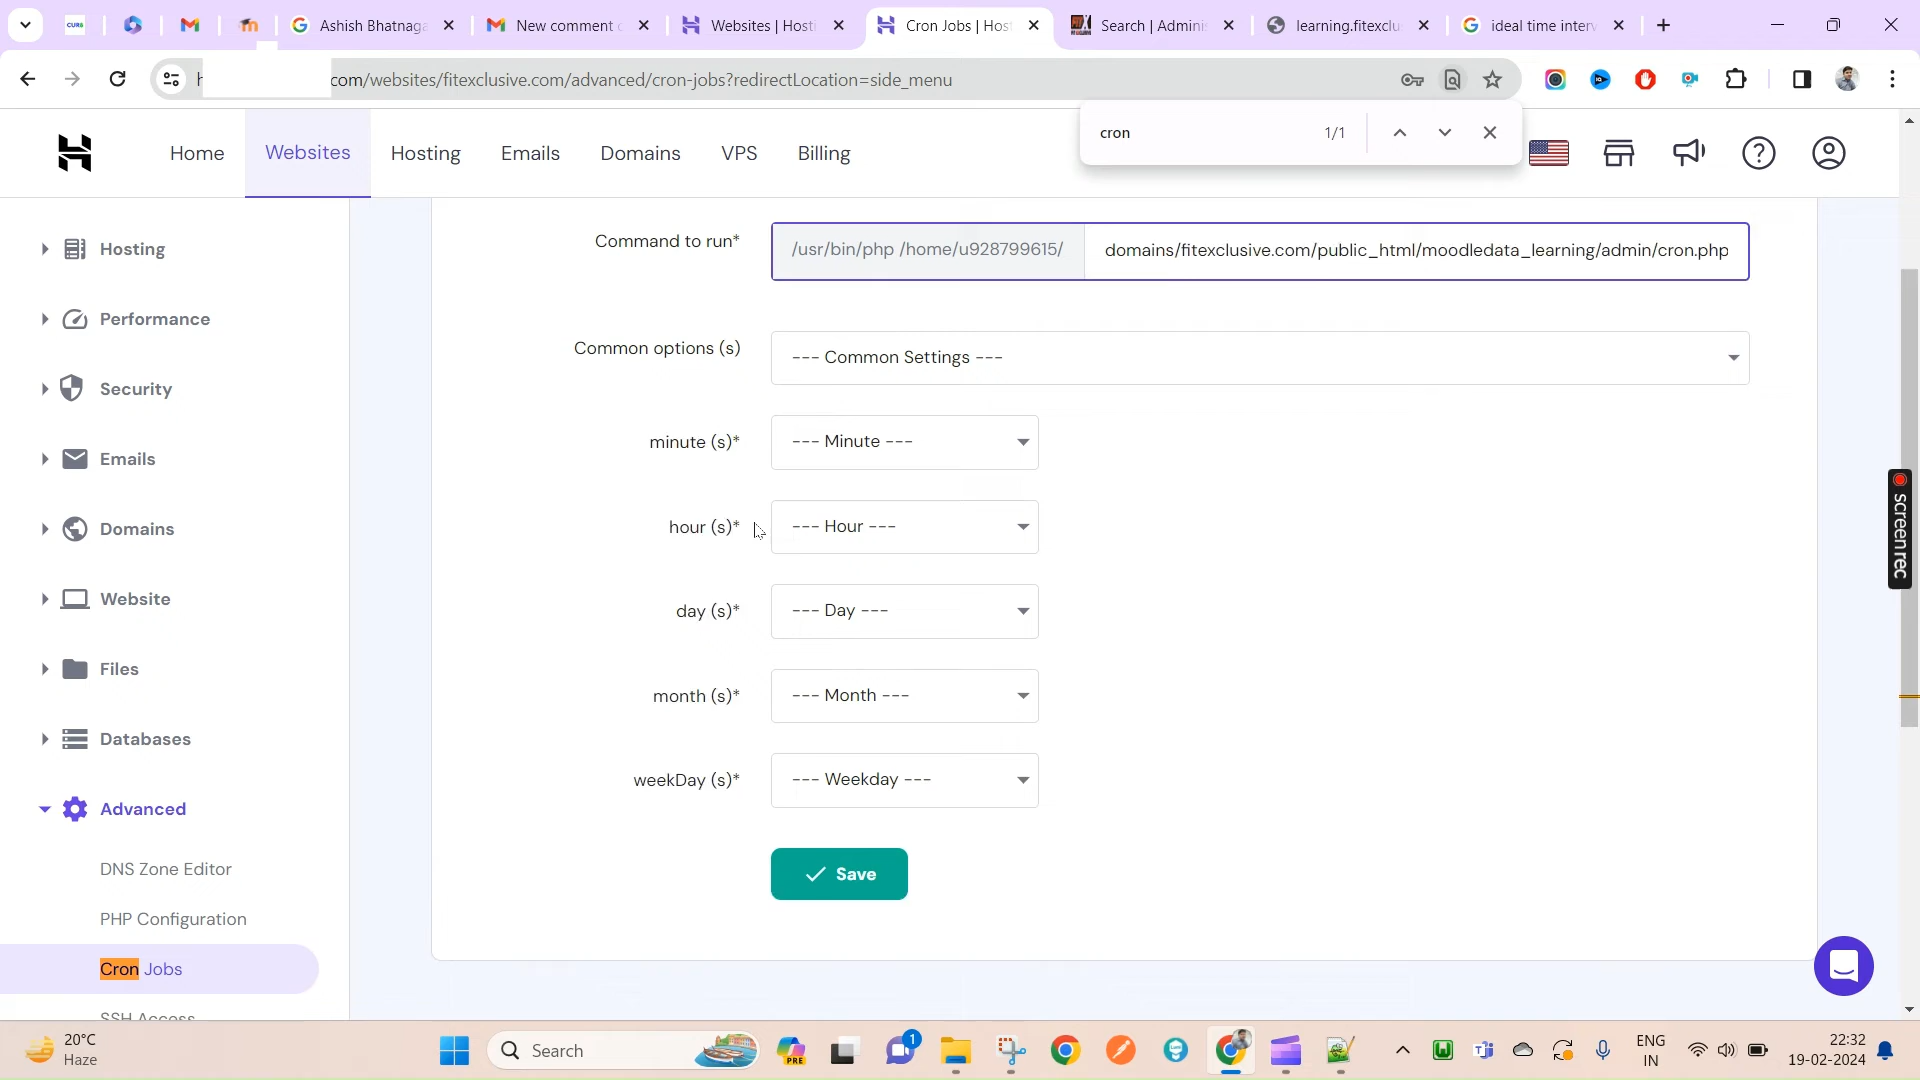 Ashish Bhatnaga
New comment
Websites | Hosti
Cron Jobs | Host
Search | Adminis
learning.fitexclu
ideal time interv
com/websites/fitexclusive.com/advanced/cron-jobs?redirectLocation=side_menu
cron
1/1
Home
Websites
Hosting
Emails
Domains
VPS
Billing
Hosting
Performance
Security
Emails
Domains
Website
Files
Databases
Advanced
DNS Zone Editor
PHP Configuration
Cron Jobs
SSH Access
Command to run*
/usr/bin/php /home/u928799615/
domains/fitexclusive.com/public_html/moodledata_learning/admin/cron.php
Common options (s)
--- Common Settings ---
minute (s)*
--- Minute ---
hour (s)*
--- Hour ---
day (s)*
--- Day ---
month (s)*
--- Month ---
weekDay (s)*
--- Weekday ---
Save
screenrec
20°C
Haze
Search
PRE
1
ENG
IN
22:32
19-02-2024